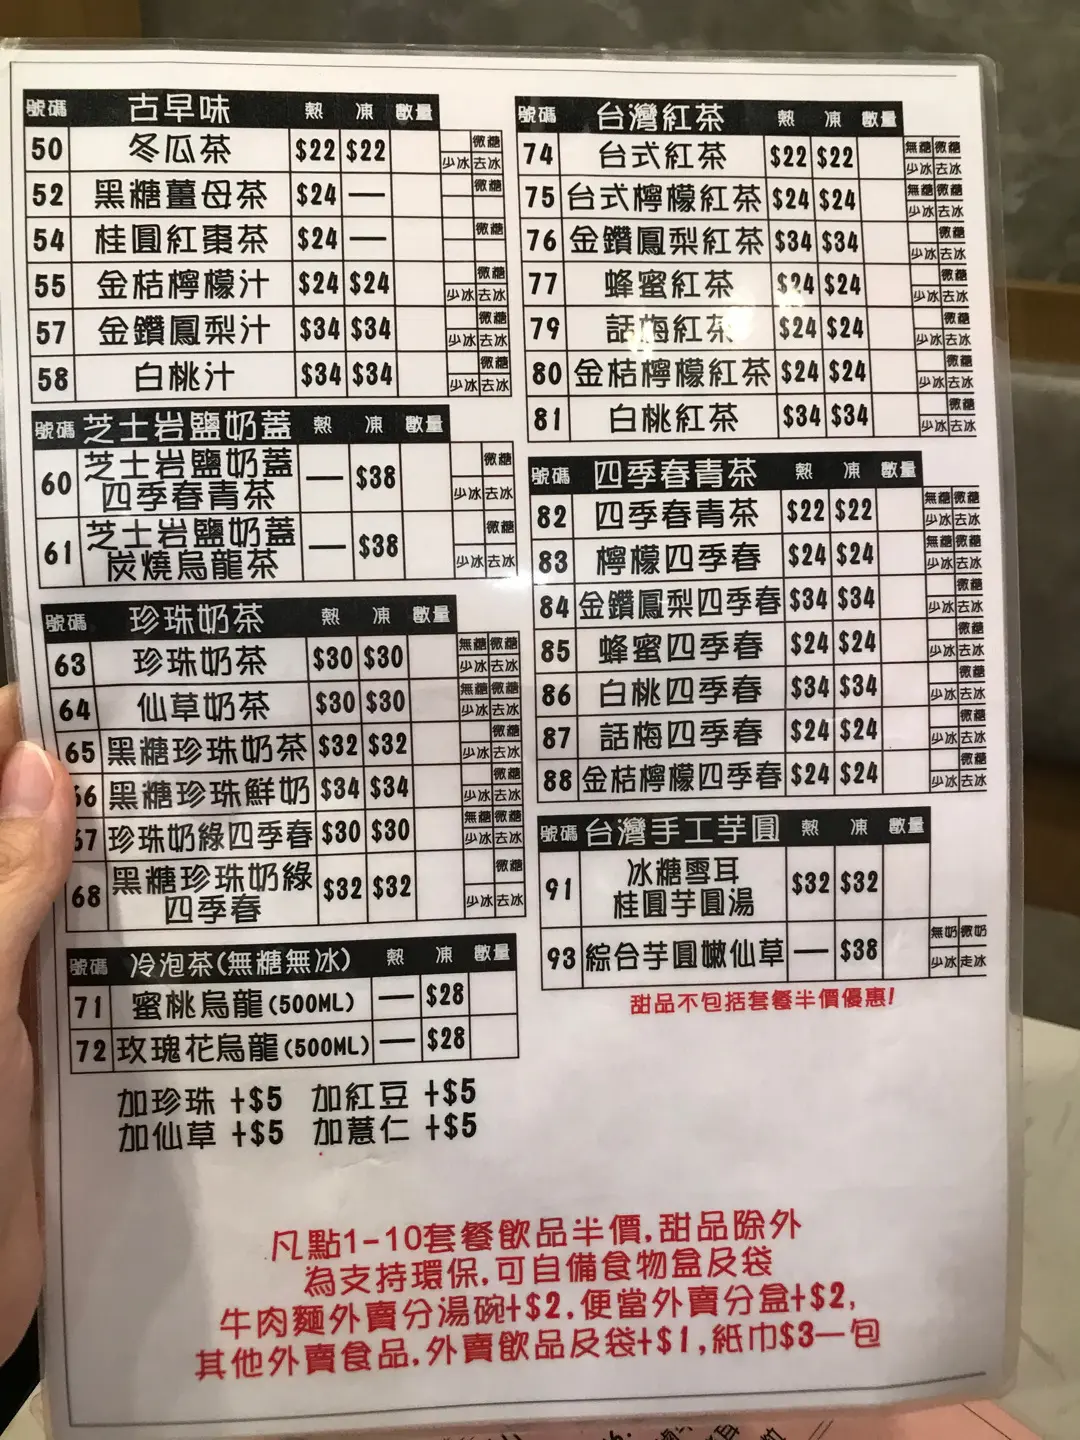 號碼 古早味 熱 凍 數量
50 冬瓜茶 $22 $22 微糖 少冰 去冰
52 黑糖薑母茶 $24 — 微糖
54 桂圓紅棗茶 $24 — 微糖
55 金桔檸檬汁 $24 $24 微糖 少冰 去冰
57 金鑽鳳梨汁 $34 $34 微糖 少冰 去冰
58 白桃汁 $34 $34 微糖 少冰 去冰
號碼 芝士岩鹽奶蓋 熱 凍 數量
60 芝士岩鹽奶蓋
四季春青茶 — $38 微糖 少冰 去冰
61 芝士岩鹽奶蓋
炭燒烏龍茶 — $38 微糖 少冰 去冰
號碼 珍珠奶茶 熱 凍 數量
63 珍珠奶茶 $30 $30 無糖 微糖 少冰 去冰
64 仙草奶茶 $30 $30 無糖 微糖 少冰 去冰
65 黑糖珍珠奶茶 $32 $32 微糖 少冰 去冰
66 黑糖珍珠鮮奶 $34 $34 微糖 少冰 去冰
67 珍珠奶綠四季春 $30 $30 無糖 微糖 少冰 去冰
68 黑糖珍珠奶綠
四季春 $32 $32 微糖 少冰 去冰
號碼 冷泡茶(無糖無冰) 熱 凍 數量
71 蜜桃烏龍(500ML) — $28
72 玫瑰花烏龍(500ML) — $28
加珍珠 +$5 加紅豆 +$5
加仙草 +$5 加薏仁 +$5
號碼 台灣紅茶 熱 凍 數量
74 台式紅茶 $22 $22 無糖 微糖 少冰 去冰
75 台式檸檬紅茶 $24 $24 無糖 微糖 少冰 去冰
76 金鑽鳳梨紅茶 $34 $34 微糖 少冰 去冰
77 蜂蜜紅茶 $24 $24 微糖 少冰 去冰
79 話梅紅茶 $24 $24 微糖 少冰 去冰
80 金桔檸檬紅茶 $24 $24 微糖 少冰 去冰
81 白桃紅茶 $34 $34 微糖 少冰 去冰
號碼 四季春青茶 熱 凍 數量
82 四季春青茶 $22 $22 無糖 微糖 少冰 去冰
83 檸檬四季春 $24 $24 無糖 微糖 少冰 去冰
84 金鑽鳳梨四季春 $34 $34 微糖 少冰 去冰
85 蜂蜜四季春 $24 $24 微糖 少冰 去冰
86 白桃四季春 $34 $34 微糖 少冰 去冰
87 話梅四季春 $24 $24 微糖 少冰 去冰
88 金桔檸檬四季春 $24 $24 微糖 少冰 去冰
號碼 台灣手工芋圓 熱 凍 數量
91 冰糖雪耳
桂圓芋圓湯 $32 $32
93 綜合芋圓嫩仙草 — $38 無奶 微奶 少冰 走冰
甜品不包括套餐半價優惠!
凡點1-10套餐飲品半價,甜品除外
為支持環保,可自備食物盒及袋
牛肉麵外賣分湯碗+$2,便當外賣分盒+$2,
其他外賣食品,外賣飲品及袋+$1,紙巾$3一包